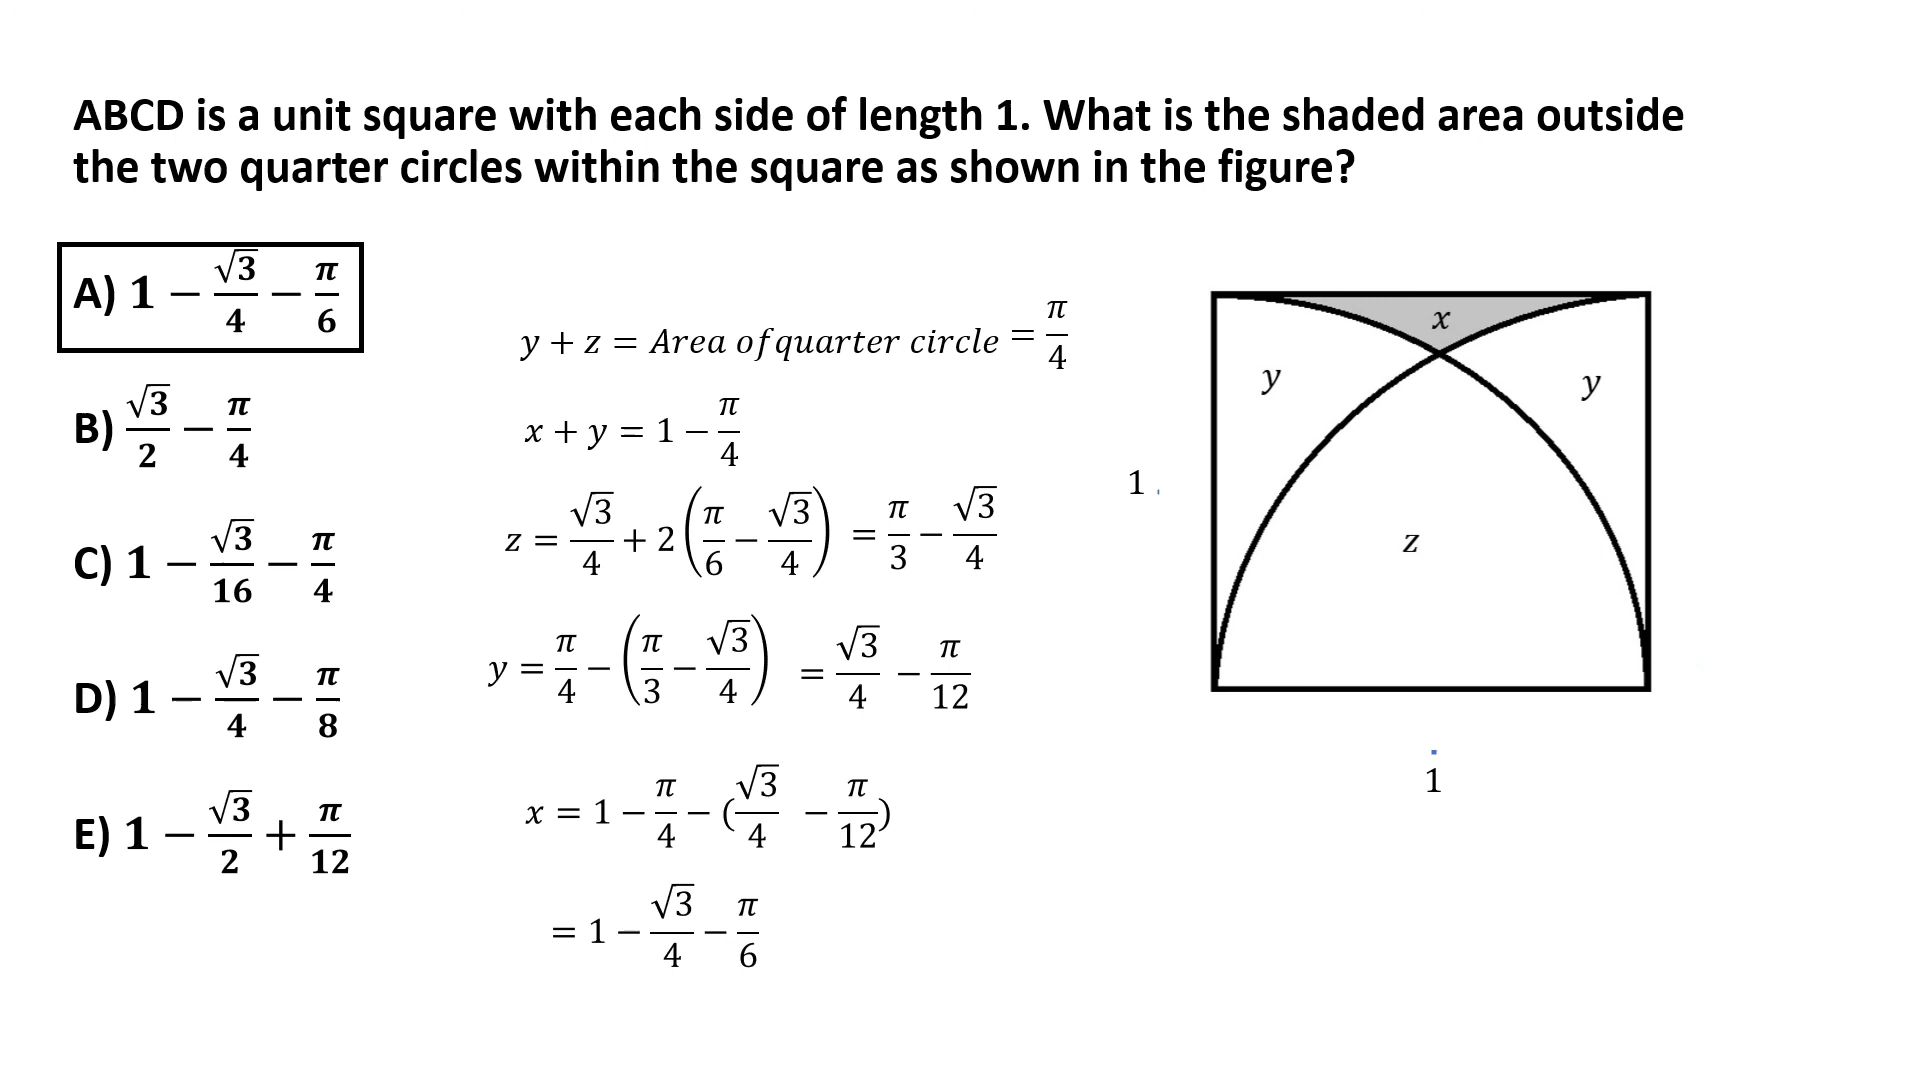 ABCD is a unit square with each side of length 1. What is the shaded area outside
the two quarter circles within the square as shown in the figure?
A) 1 − √3/4 − π/6
B) √3/2 − π/4
C) 1 − √3/16 − π/4
D) 1 − √3/4 − π/8
E) 1 − √3/2 + π/12
y + z = Area of quarter circle = π/4
x + y = 1 − π/4
z = √3/4 + 2(π/6 − √3/4) = π/3 − √3/4
y = π/4 − (π/3 − √3/4) = √3/4 − π/12
x = 1 − π/4 − (√3/4 − π/12)
= 1 − √3/4 − π/6
x
y
y
1
z
1